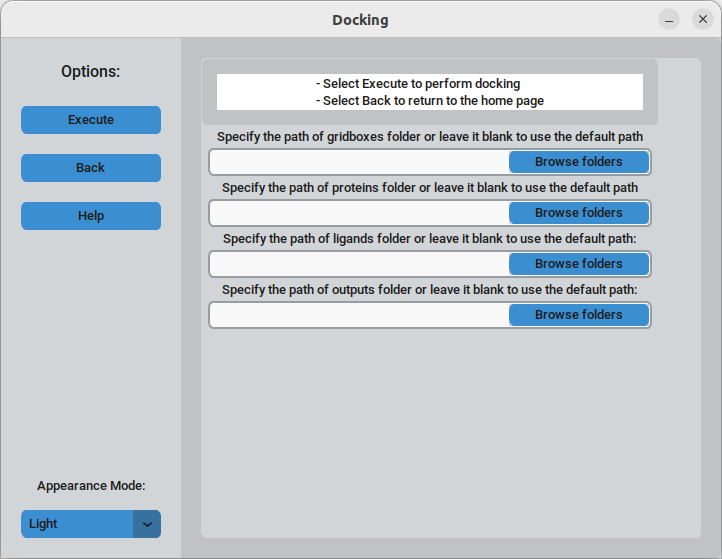 Docking
Options:
Execute
Back
Help
Appearance Mode:
Light
- Select Execute to perform docking
- Select Back to return to the home page
Specify the path of gridboxes folder or leave it blank to use the default path
Browse folders
Specify the path of proteins folder or leave it blank to use the default path
Browse folders
Specify the path of ligands folder or leave it blank to use the default path:
Browse folders
Specify the path of outputs folder or leave it blank to use the default path:
Browse folders